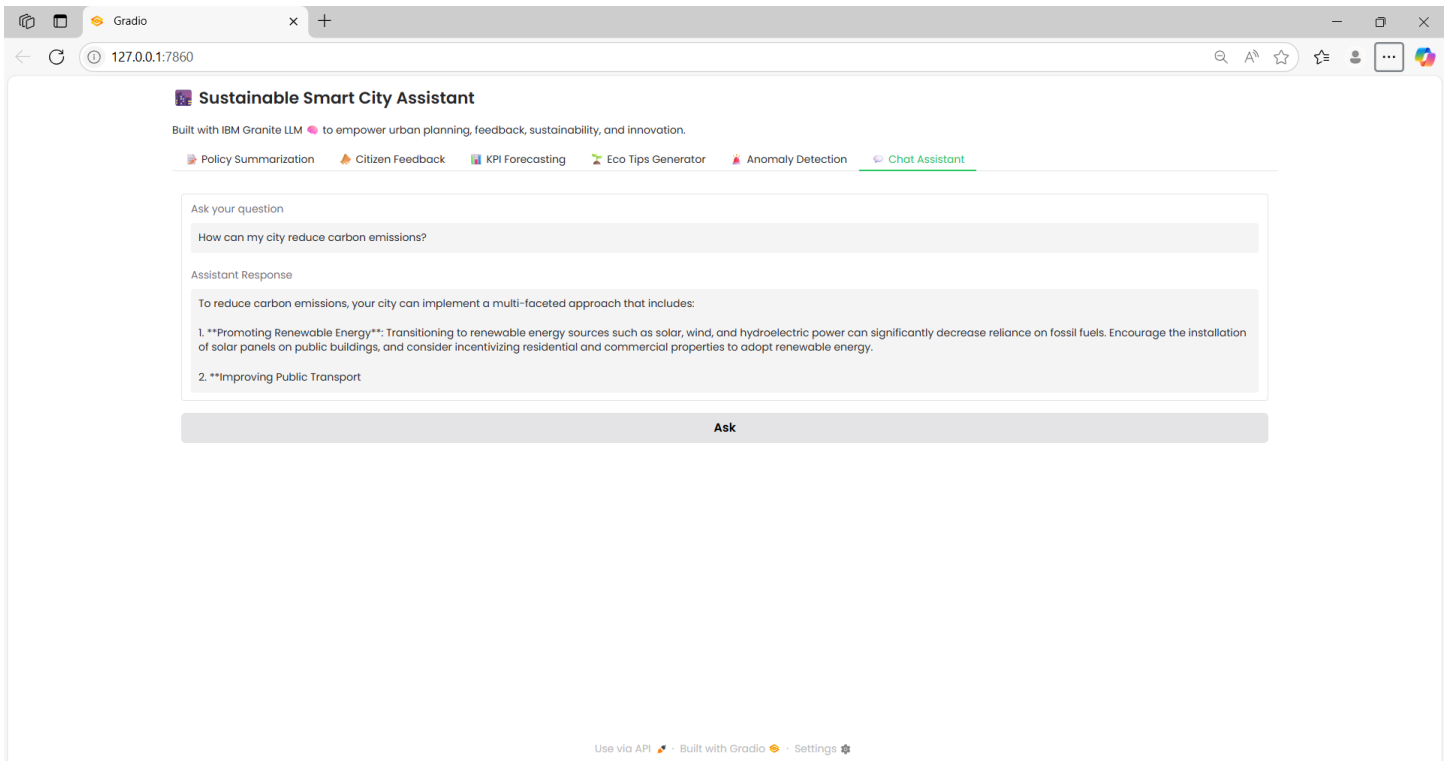 Gradio
127.0.0.1:7860
Sustainable Smart City Assistant
Built with IBM Granite LLM 🧠 to empower urban planning, feedback, sustainability, and innovation.
Policy Summarization Citizen Feedback KPI Forecasting Eco Tips Generator Anomaly Detection Chat Assistant
Ask your question
How can my city reduce carbon emissions?
Assistant Response
To reduce carbon emissions, your city can implement a multi-faceted approach that includes:
1. **Promoting Renewable Energy**: Transitioning to renewable energy sources such as solar, wind, and hydroelectric power can significantly decrease reliance on fossil fuels. Encourage the installation
of solar panels on public buildings, and consider incentivizing residential and commercial properties to adopt renewable energy.
2. **Improving Public Transport
Ask
Use via API 🚀 · Built with Gradio · Settings ⚙